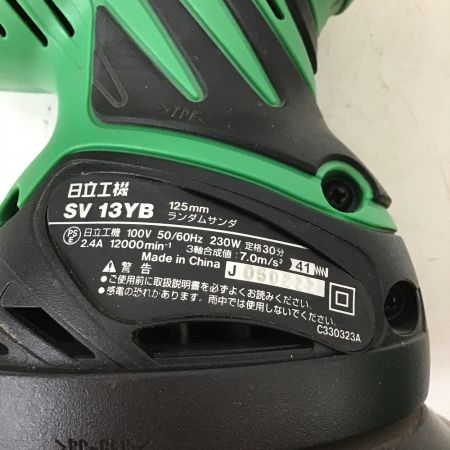 >TPE<
日立工機
125mm
SV 13YB ランダムサンダ
PSE 日立工機 100V 50/60Hz 230W 定格30分
2.4A 12000min⁻¹ 3軸合成値：7.0m/s² 41
Made in China J
⚠ 警告
●ご使用前に取扱説明書を必ずよくお読みください。
●感電の恐れがあります。雨中では使用しないでください。
C330323A